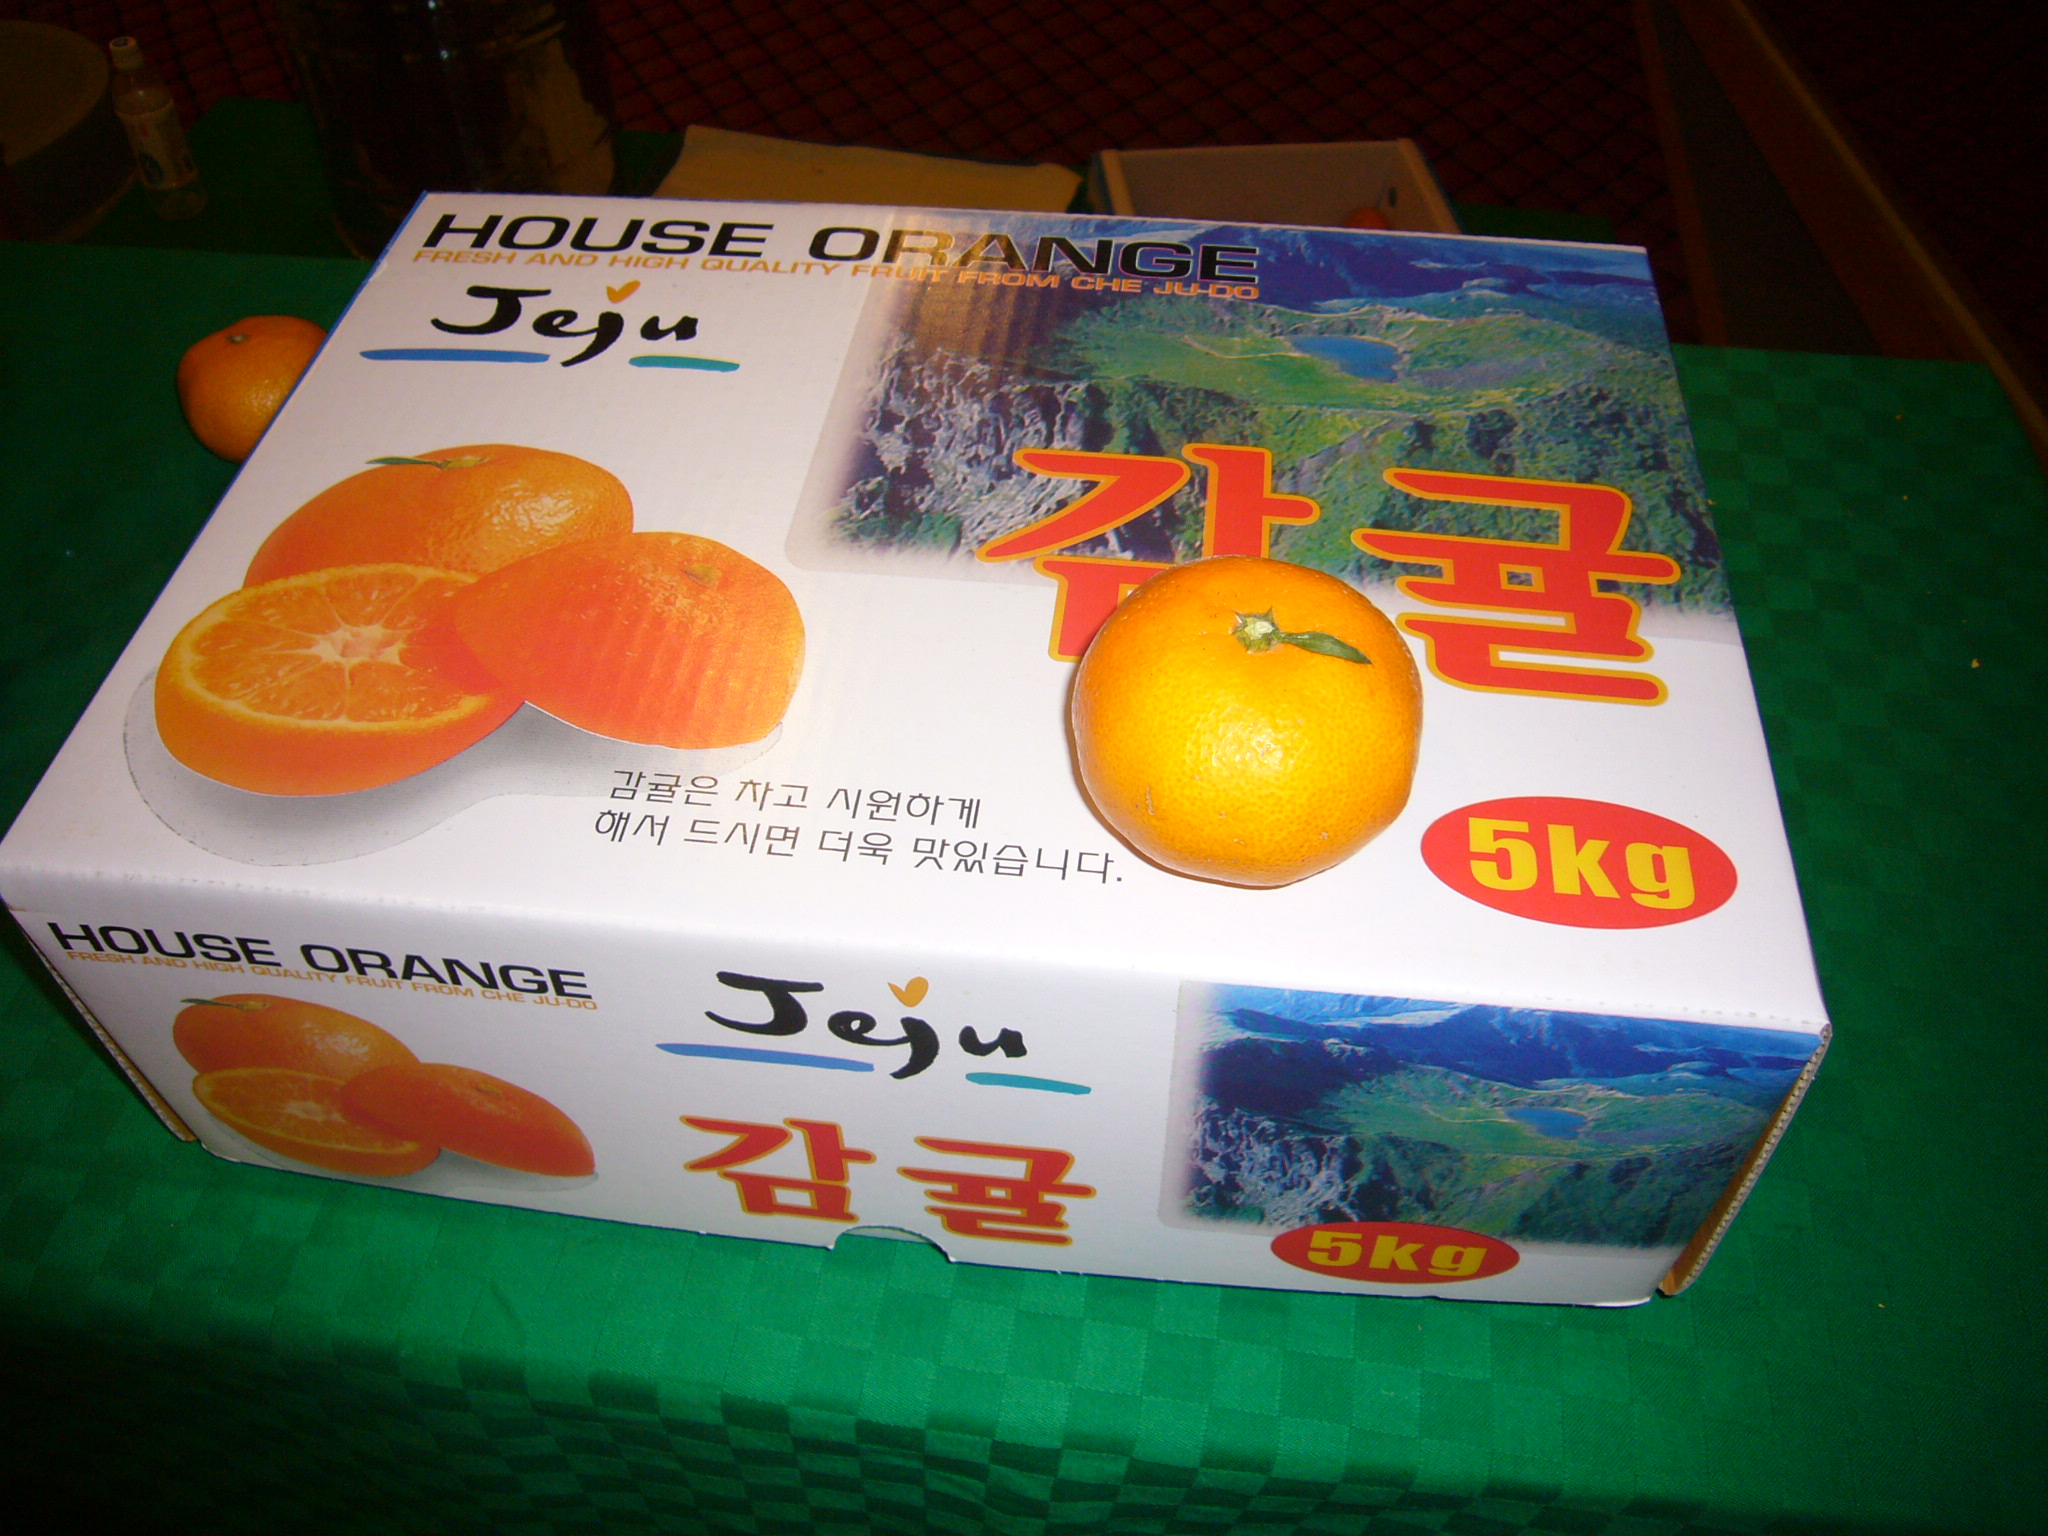 HOUSE ORANGE
FRESH AND HIGH QUALITY FRUIT FROM CHE JU-DO
Jeju
감귤
감귤은 차고 시원하게
해서 드시면 더욱 맛있습니다.
5kg
HOUSE ORANGE
FRESH AND HIGH QUALITY FRUIT FROM CHE JU-DO
Jeju
감귤
5kg